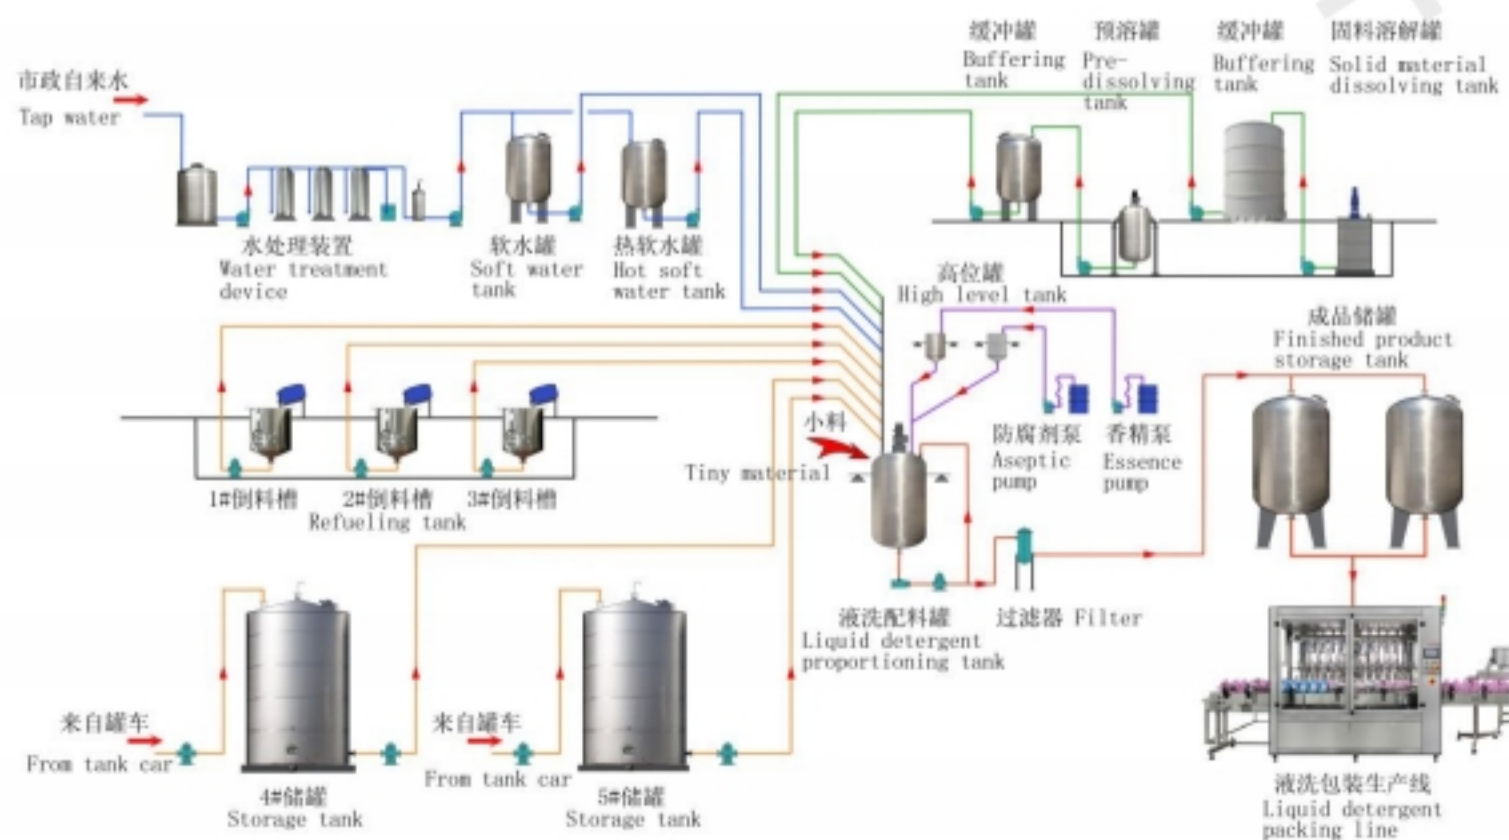 市政自来水
Tap water
水处理装置
Water treatment
device
软水罐
Soft water
tank
热软水罐
Hot soft
water tank
缓冲罐
Buffering
tank
预溶罐
Pre-
dissolving
tank
缓冲罐
Buffering
tank
固料溶解罐
Solid material
dissolving tank
高位罐
High level tank
成品储罐
Finished product
storage tank
小料
Tiny material
防腐剂泵
Aseptic
pump
香精泵
Essence
pump
1#倒料槽
2#倒料槽
3#倒料槽
Refueling tank
液洗配料罐
Liquid detergent
proportioning tank
过滤器 Filter
来自罐车
From tank car
4#储罐
Storage tank
来自罐车
From tank car
5#储罐
Storage tank
液洗包装生产线
Liquid detergent
packing line